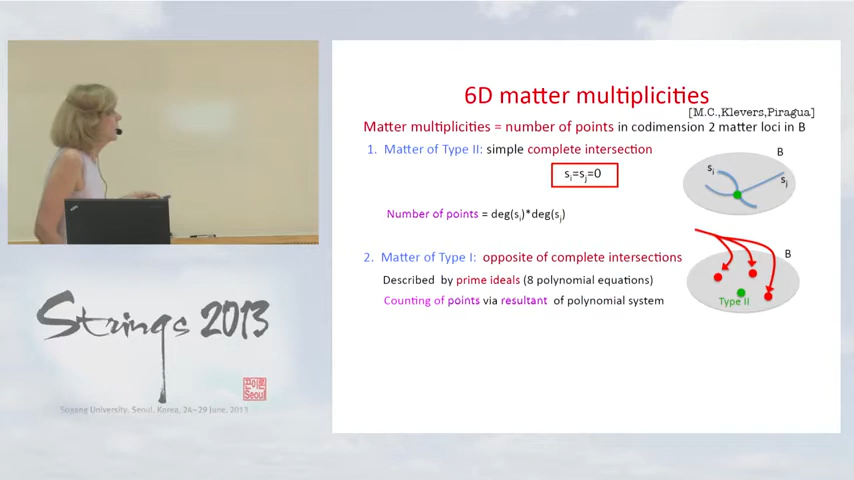 6D matter multiplicities
[M.C.,Klevers,Piragua]
Matter multiplicities = number of points in codimension 2 matter loci in B
1. Matter of Type II: simple complete intersection
si=sj=0
B
si
sj
Number of points = deg(si)*deg(sj)
2. Matter of Type I: opposite of complete intersections
B
Described by prime ideals (8 polynomial equations)
Counting of points via resultant of polynomial system
Type II
Strings 2013
Seoul
Sogang University, Seoul, Korea, 24~29 June, 2013